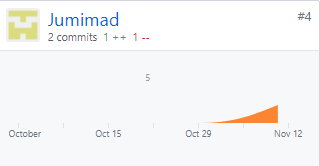 Jumimad #4
2 commits 1 ++ 1 --
5
October Oct 15 Oct 29 Nov 12